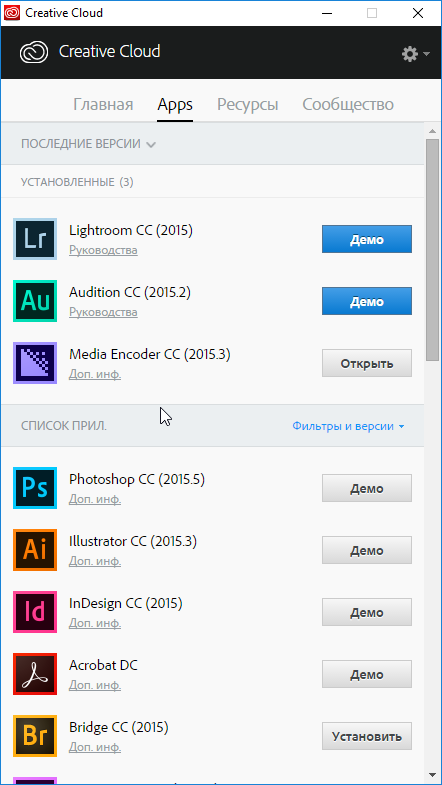 Creative Cloud
Creative Cloud
Главная Apps Ресурсы Сообщество
ПОСЛЕДНИЕ ВЕРСИИ
УСТАНОВЛЕННЫЕ (3)
Lr Lightroom CC (2015) Демо
Руководства
Au Audition CC (2015.2) Демо
Руководства
Media Encoder CC (2015.3) Открыть
Доп. инф.
СПИСОК ПРИЛ. Фильтры и версии
Ps Photoshop CC (2015.5) Демо
Доп. инф.
Ai Illustrator CC (2015.3) Демо
Доп. инф.
Id InDesign CC (2015) Демо
Доп. инф.
Acrobat DC Демо
Доп. инф.
Br Bridge CC (2015) Установить
Доп. инф.